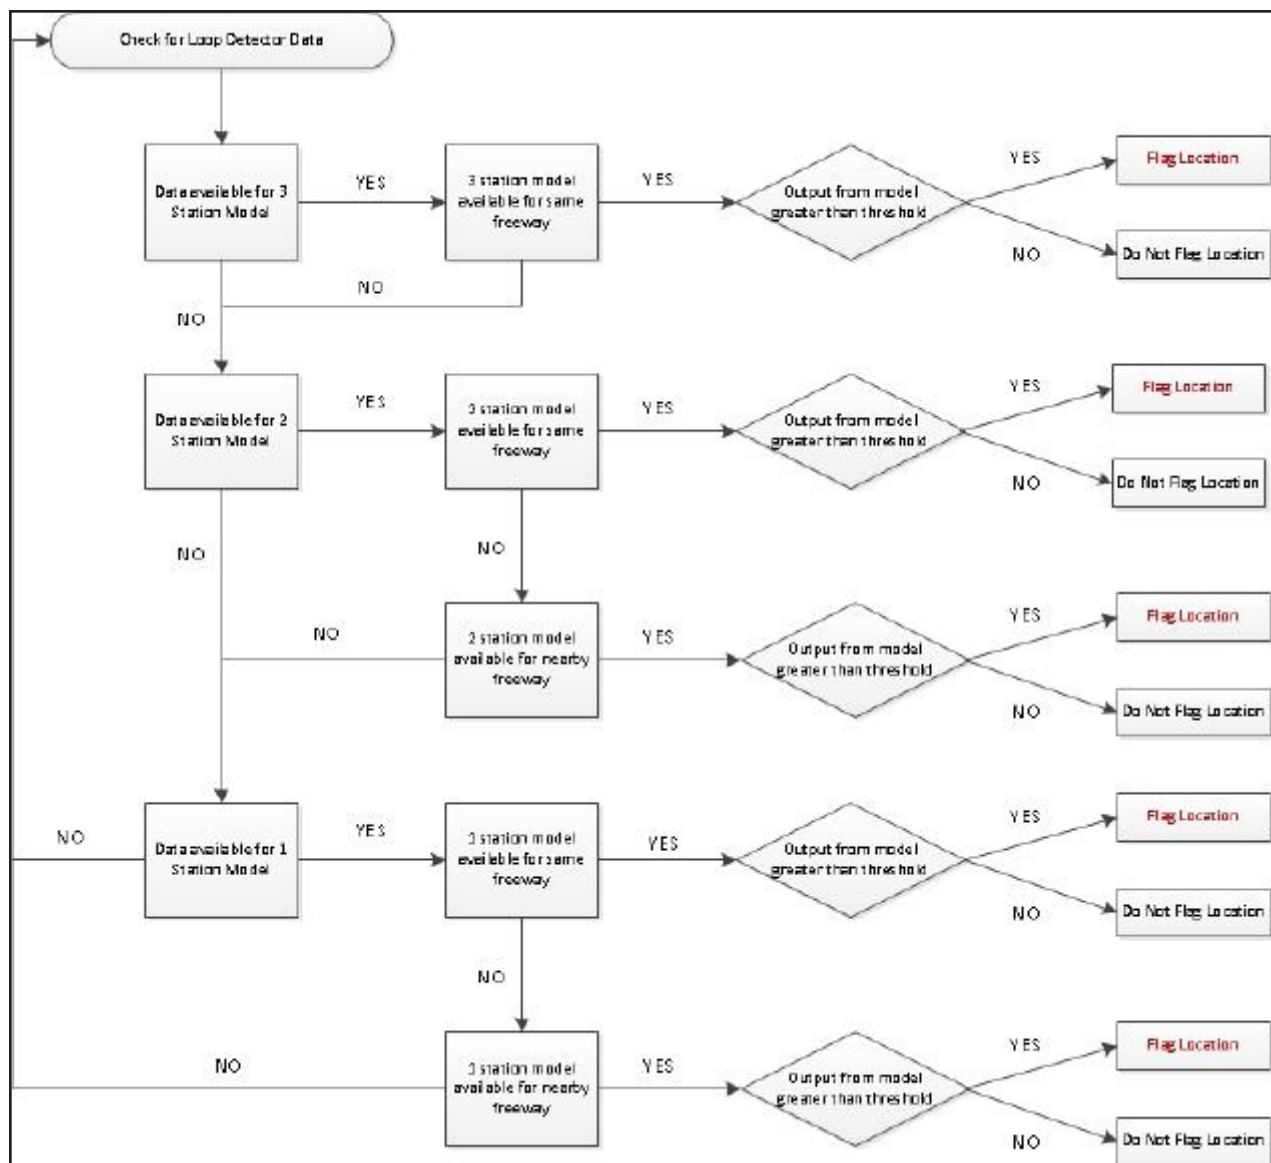 Check for Loop Detector Data
Data available for 3
Station Model
YES
3 station model
available for same
freeway
YES
Output from model
greater than threshold
YES
Flag Location
NO
Do Not Flag Location
NO
NO
Data available for 2
Station Model
YES
station model
available for same
freeway
YES
Output from model
greater than threshold
YES
Flag Location
NO
Do Not Flag Location
NO
NO
NO
2 station model
available for nearby
freeway
YES
Output from model
greater than threshold
YES
Flag Location
NO
Do Not Flag Location
NO
Data available for 1
Station Model
YES
station model
available for same
freeway
YES
Output from model
greater than threshold
YES
Flag Location
NO
Do Not Flag Location
NO
NO
station model
available for nearby
freeway
YES
Output from model
greater than threshold
YES
Flag Location
NO
Do Not Flag Location